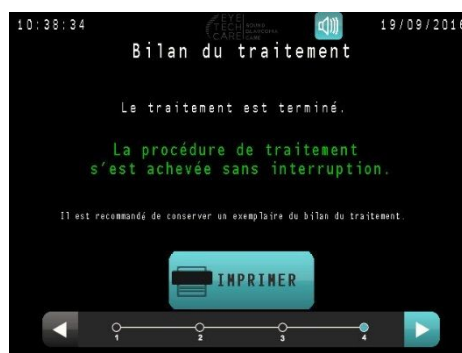 10:38:34
EYE TECH CARE
19/09/2016
Bilan du traitement
Le traitement est terminé.
La procédure de traitement
s'est achevée sans interruption.
Il est recommandé de conserver un exemplaire du bilan du traitement.
IMPRIMER
1 2 3 4